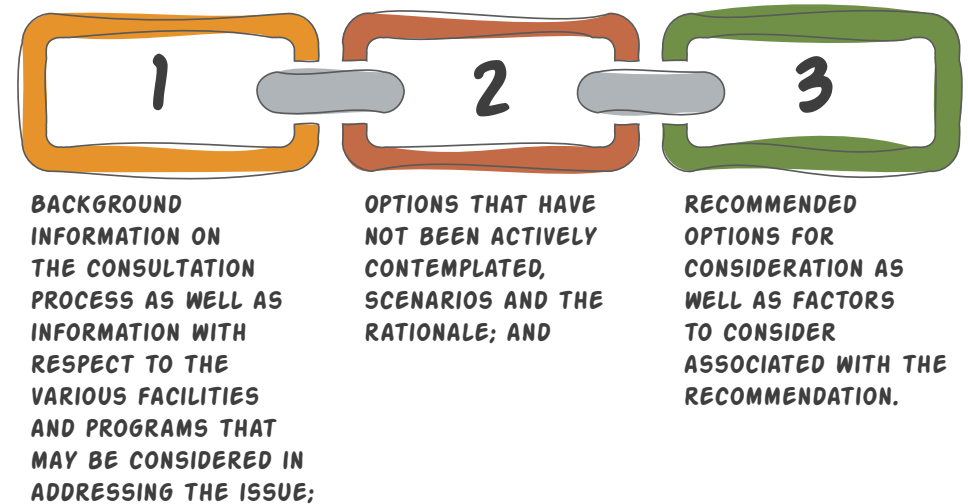 1
BACKGROUND
INFORMATION ON
THE CONSULTATION
PROCESS AS WELL AS
INFORMATION WITH
RESPECT TO THE
VARIOUS FACILITIES
AND PROGRAMS THAT
MAY BE CONSIDERED IN
ADDRESSING THE ISSUE;
2
OPTIONS THAT HAVE
NOT BEEN ACTIVELY
CONTEMPLATED,
SCENARIOS AND THE
RATIONALE; AND
3
RECOMMENDED
OPTIONS FOR
CONSIDERATION AS
WELL AS FACTORS
TO CONSIDER
ASSOCIATED WITH THE
RECOMMENDATION.